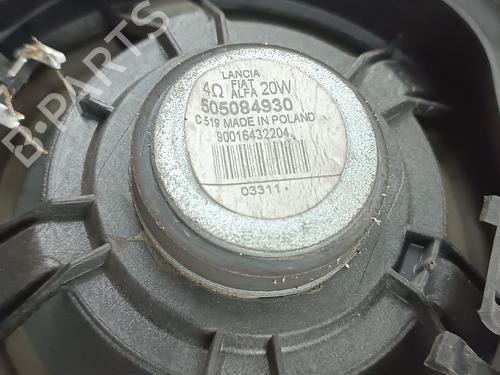 LANCIA
FIAT
4Ω ALFA 20W
505084930
C 519 MADE IN POLAND
90016432204
03311
B-PARTS